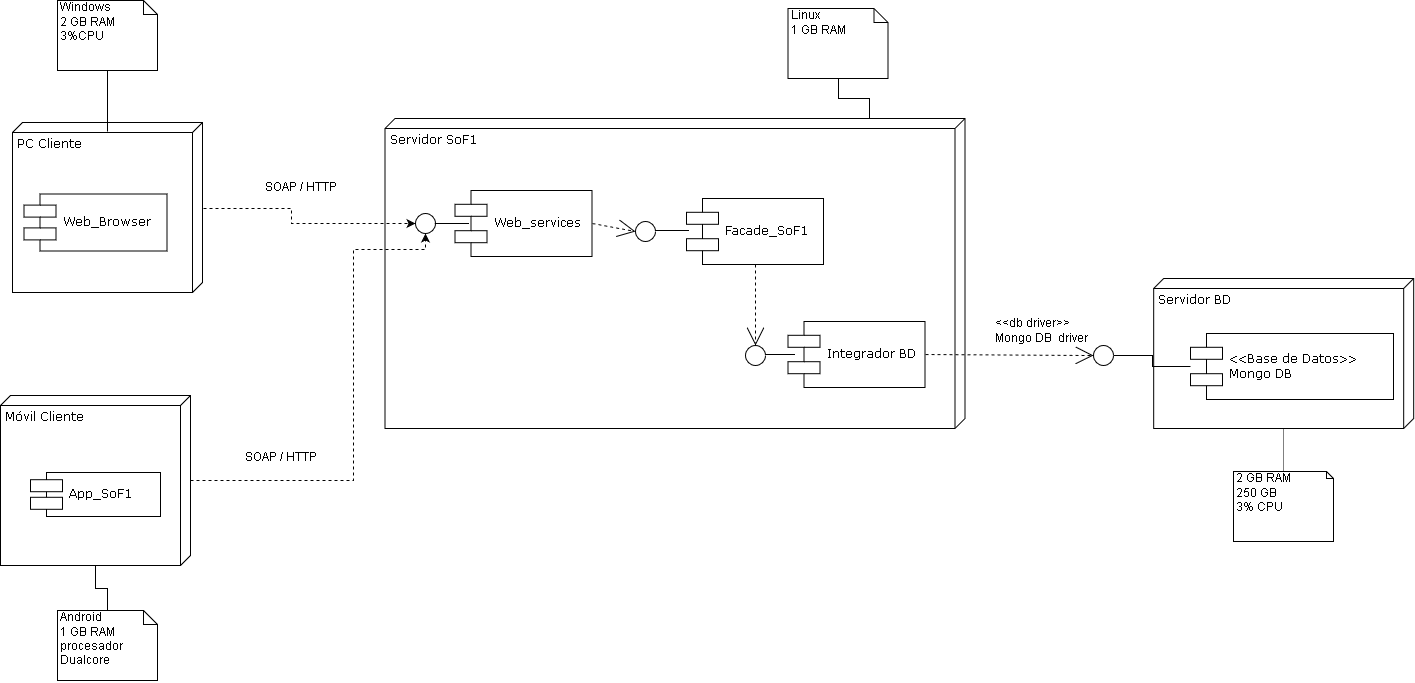 Windows
2 GB RAM
3%CPU
Linux
1 GB RAM
PC Cliente
Web_Browser
SOAP / HTTP
Servidor SoF1
Web_services
Facade_SoF1
Integrador BD
<<db driver>>
Mongo DB driver
Servidor BD
<<Base de Datos>>
Mongo DB
2 GB RAM
250 GB
3% CPU
Móvil Cliente
App_SoF1
SOAP / HTTP
Android
1 GB RAM
procesador
Dualcore